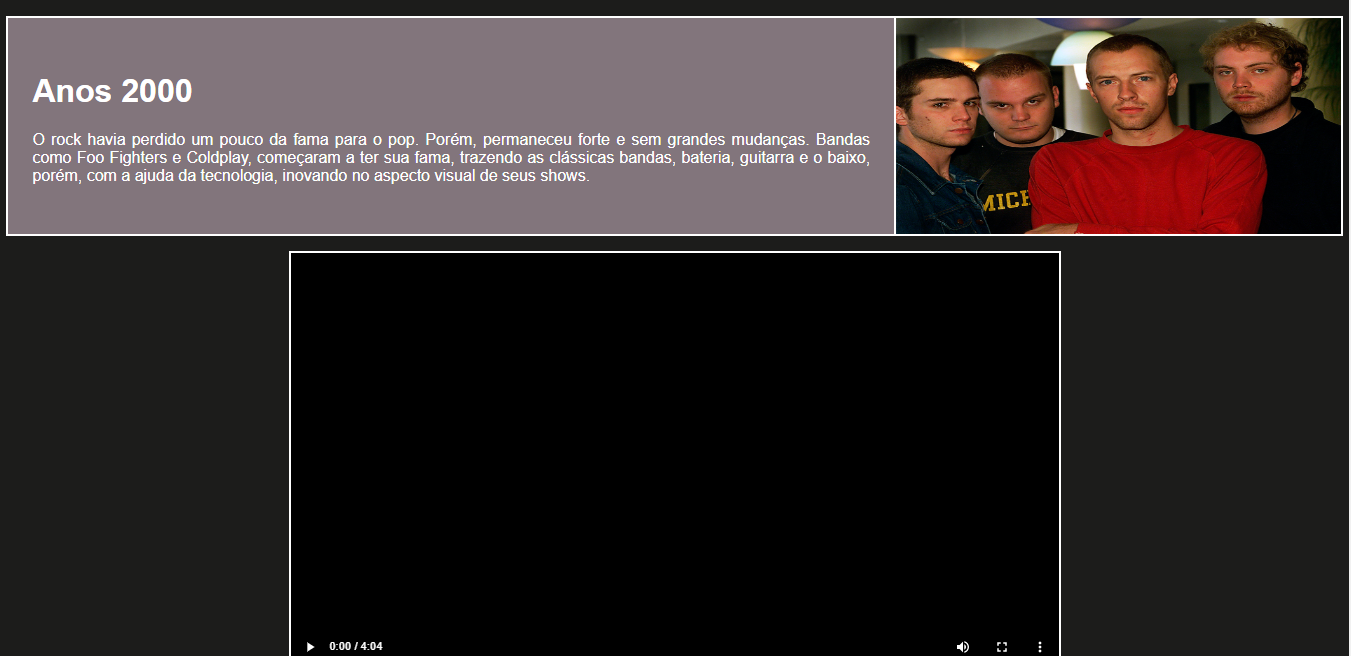 Anos 2000
O rock havia perdido um pouco da fama para o pop. Porém, permaneceu forte e sem grandes mudanças. Bandas
como Foo Fighters e Coldplay, começaram a ter sua fama, trazendo as clássicas bandas, bateria, guitarra e o baixo,
porém, com a ajuda da tecnologia, inovando no aspecto visual de seus shows.
MICH
0:00 / 4:04